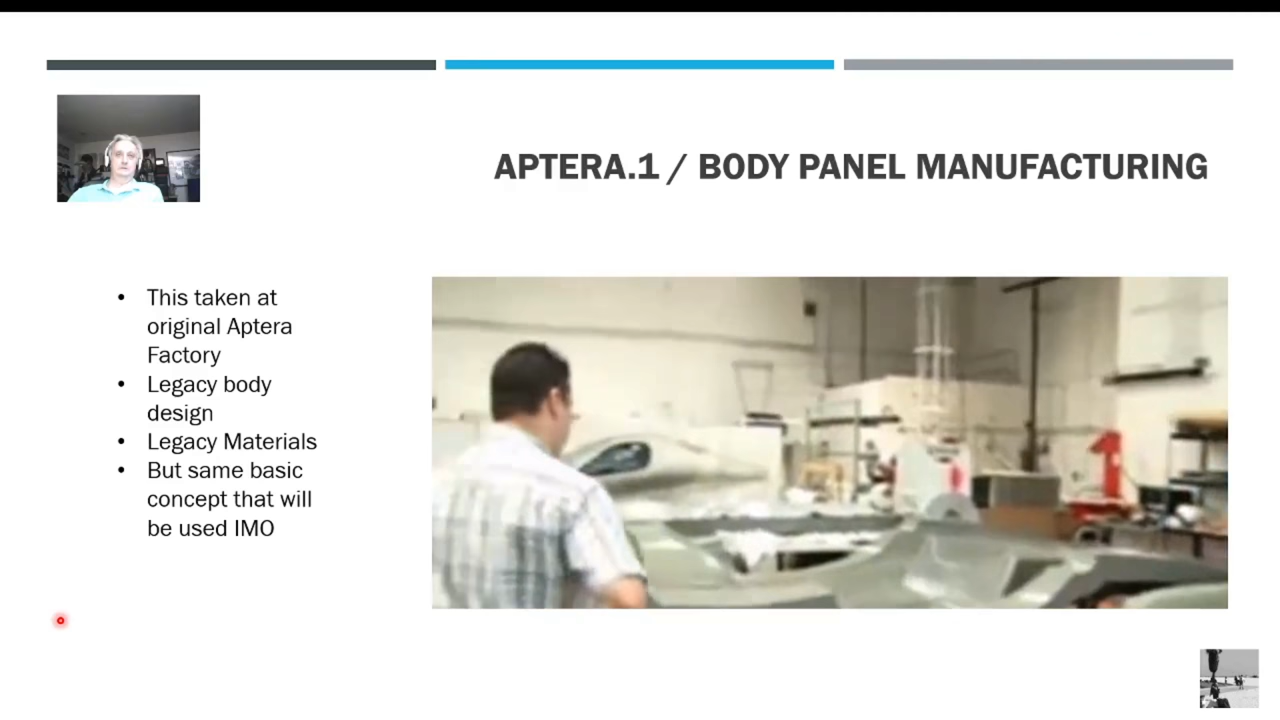 APTERA.1 / BODY PANEL MANUFACTURING
• This taken at
original Aptera
Factory
• Legacy body
design
• Legacy Materials
• But same basic
concept that will
be used IMO